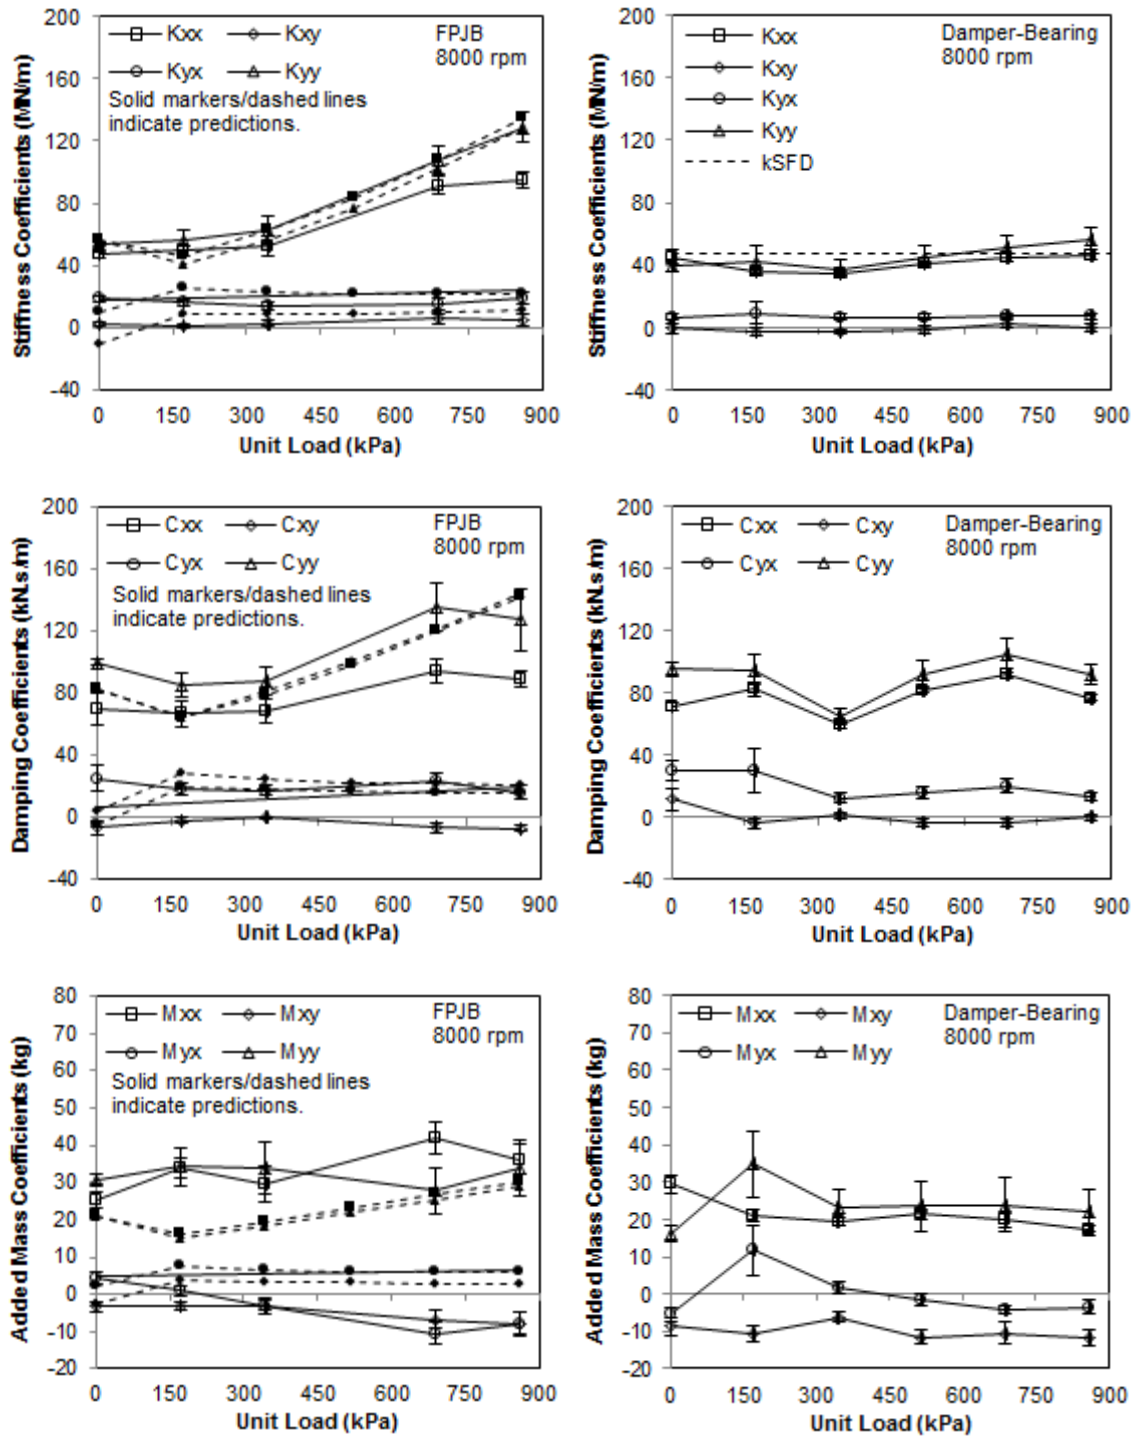 200
160
120
80
40
0
-40
Stiffness Coefficients (MN/m)
Kxx
Kxy
Kyx
Kyy
FPJB
8000 rpm
Solid markers/dashed lines
indicate predictions.
0 150 300 450 600 750 900
Unit Load (kPa)
200
160
120
80
40
0
-40
Stiffness Coefficients (MN/m)
Kxx
Kxy
Kyx
Kyy
kSFD
Damper-Bearing
8000 rpm
0 150 300 450 600 750 900
Unit Load (kPa)
200
160
120
80
40
0
-40
Damping Coefficients (kN.s/m)
Cxx
Cxy
Cyx
Cyy
FPJB
8000 rpm
Solid markers/dashed lines
indicate predictions.
0 150 300 450 600 750 900
Unit Load (kPa)
200
160
120
80
40
0
-40
Damping Coefficients (kN.s/m)
Cxx
Cxy
Cyx
Cyy
Damper-Bearing
8000 rpm
0 150 300 450 600 750 900
Unit Load (kPa)
80
70
60
50
40
30
20
10
0
-10
-20
Added Mass Coefficients (kg)
Mxx
Mxy
Myx
Myy
FPJB
8000 rpm
Solid markers/dashed lines
indicate predictions.
0 150 300 450 600 750 900
Unit Load (kPa)
80
70
60
50
40
30
20
10
0
-10
-20
Added Mass Coefficients (kg)
Mxx
Mxy
Myx
Myy
Damper-Bearing
8000 rpm
0 150 300 450 600 750 900
Unit Load (kPa)